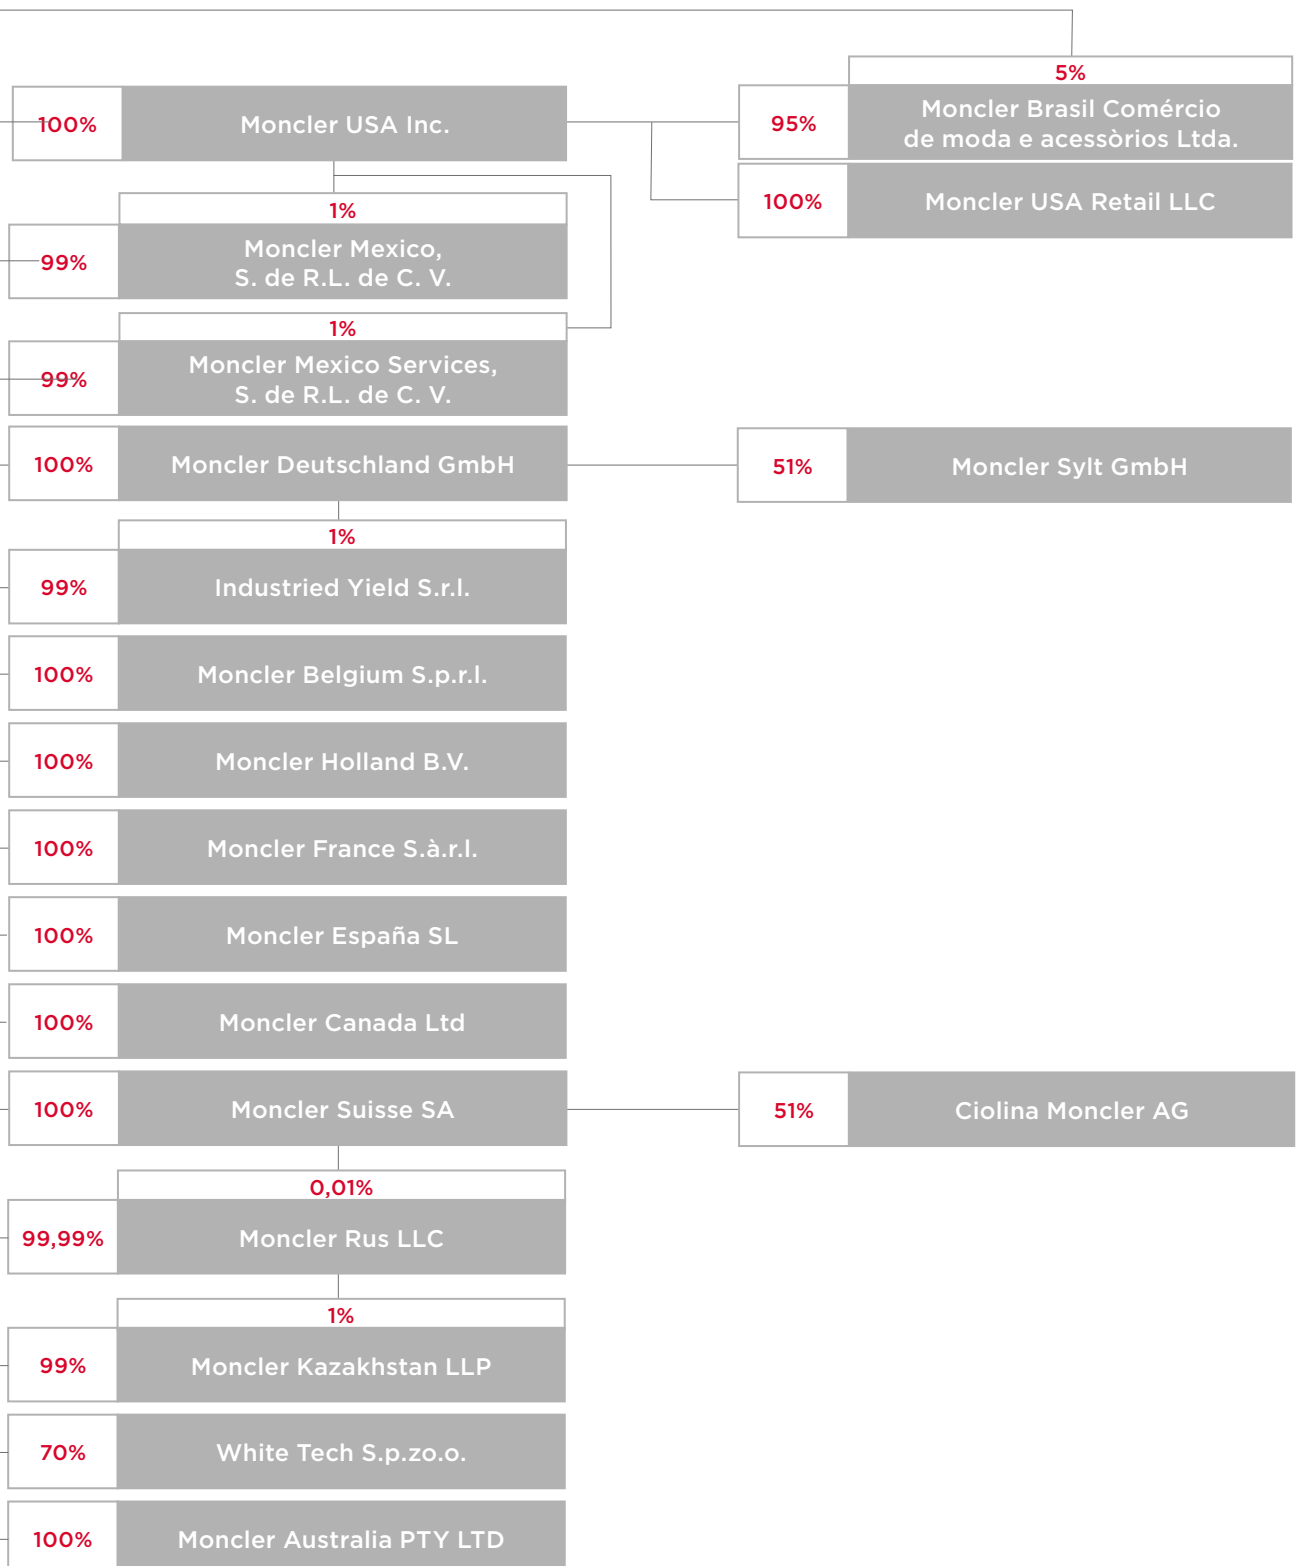 5%
100%
Moncler USA Inc.
95%
Moncler Brasil Comércio
de moda e acessòrios Ltda.
100%
Moncler USA Retail LLC
1%
99%
Moncler Mexico,
S. de R.L. de C. V.
1%
99%
Moncler Mexico Services,
S. de R.L. de C. V.
100%
Moncler Deutschland GmbH
51%
Moncler Sylt GmbH
1%
99%
Industried Yield S.r.l.
100%
Moncler Belgium S.p.r.l.
100%
Moncler Holland B.V.
100%
Moncler France S.à.r.l.
100%
Moncler España SL
100%
Moncler Canada Ltd
100%
Moncler Suisse SA
51%
Ciolina Moncler AG
0,01%
99,99%
Moncler Rus LLC
1%
99%
Moncler Kazakhstan LLP
70%
White Tech S.p.zo.o.
100%
Moncler Australia PTY LTD